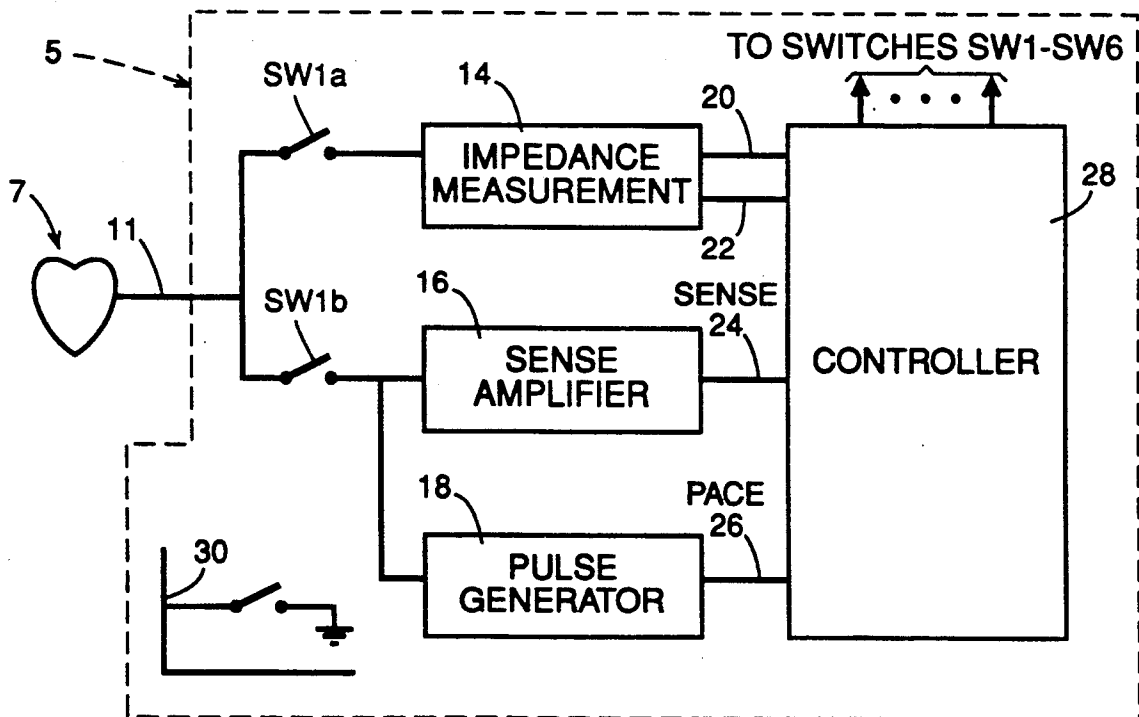 5
TO SWITCHES SW1-SW6
• • •
SW1a
14
IMPEDANCE
MEASUREMENT
20
22
28
7
11
SW1b
16
SENSE
AMPLIFIER
SENSE
24
CONTROLLER
18
PULSE
GENERATOR
PACE
26
30